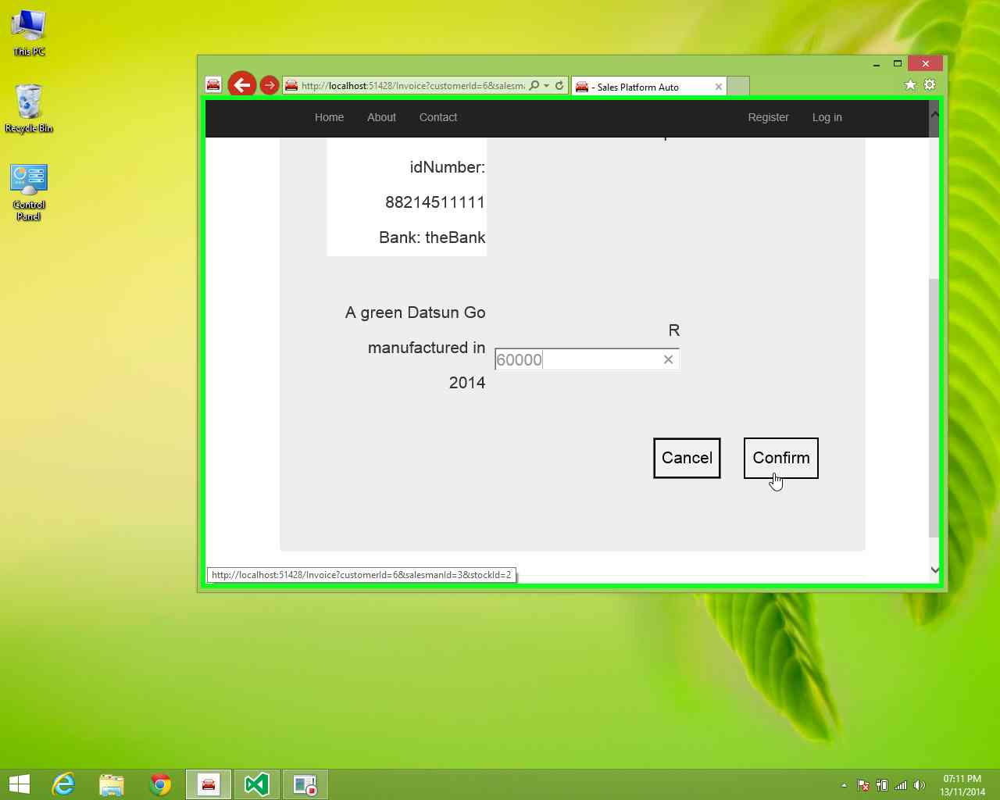 This PC
Recycle Bin
Control
Panel
http://localhost:51428/Invoice?customerId=6&salesm
- Sales Platform Auto
Home
About
Contact
Register
Log in
idNumber:
88214511111
Bank: theBank
A green Datsun Go
manufactured in
2014
R
60000
Cancel
Confirm
http://localhost:51428/Invoice?customerId=6&salesmanId=3&stockId=2
07:11 PM
13/11/2014